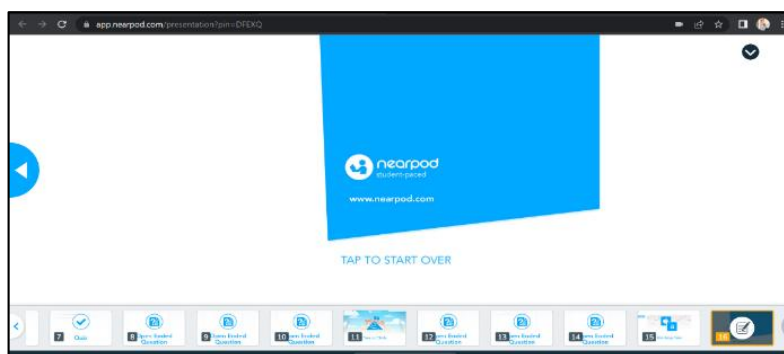 app.nearpod.com/presentation?pin=DFEXQ
nearpod
student-paced
www.nearpod.com
TAP TO START OVER
7 Quiz
8 Open Ended
Question
9 Open Ended
Question
10 Open Ended
Question
11
12 Open Ended
Question
13 Open Ended
Question
14 Open Ended
Question
15
16